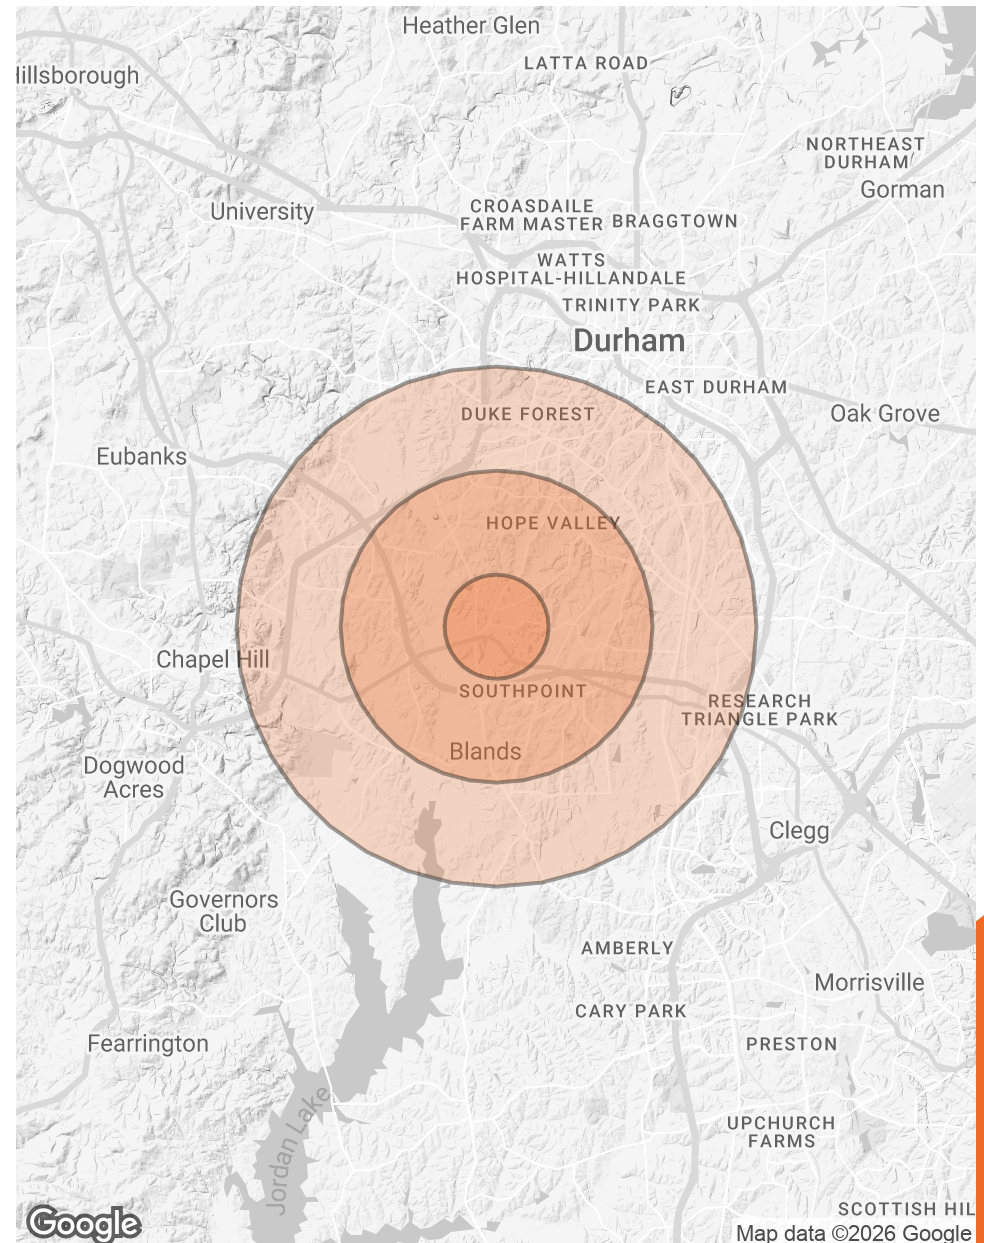 Heather Glen
LATTA ROAD
Hillsborough
NORTHEAST
DURHAM
Gorman
University
CROASDAILE
FARM MASTER
BRAGGTOWN
WATTS
HOSPITAL-HILLANDALE
TRINITY PARK
Durham
EAST DURHAM
DUKE FOREST
Oak Grove
Eubanks
HOPE VALLEY
Chapel Hill
SOUTHPOINT
RESEARCH
TRIANGLE PARK
Blands
Dogwood
Acres
Clegg
Governors
Club
AMBERLY
Morrisville
CARY PARK
Fearrington
PRESTON
Jordan Lake
UPCHURCH
FARMS
SCOTTISH HIL
Google
Map data ©2026 Google